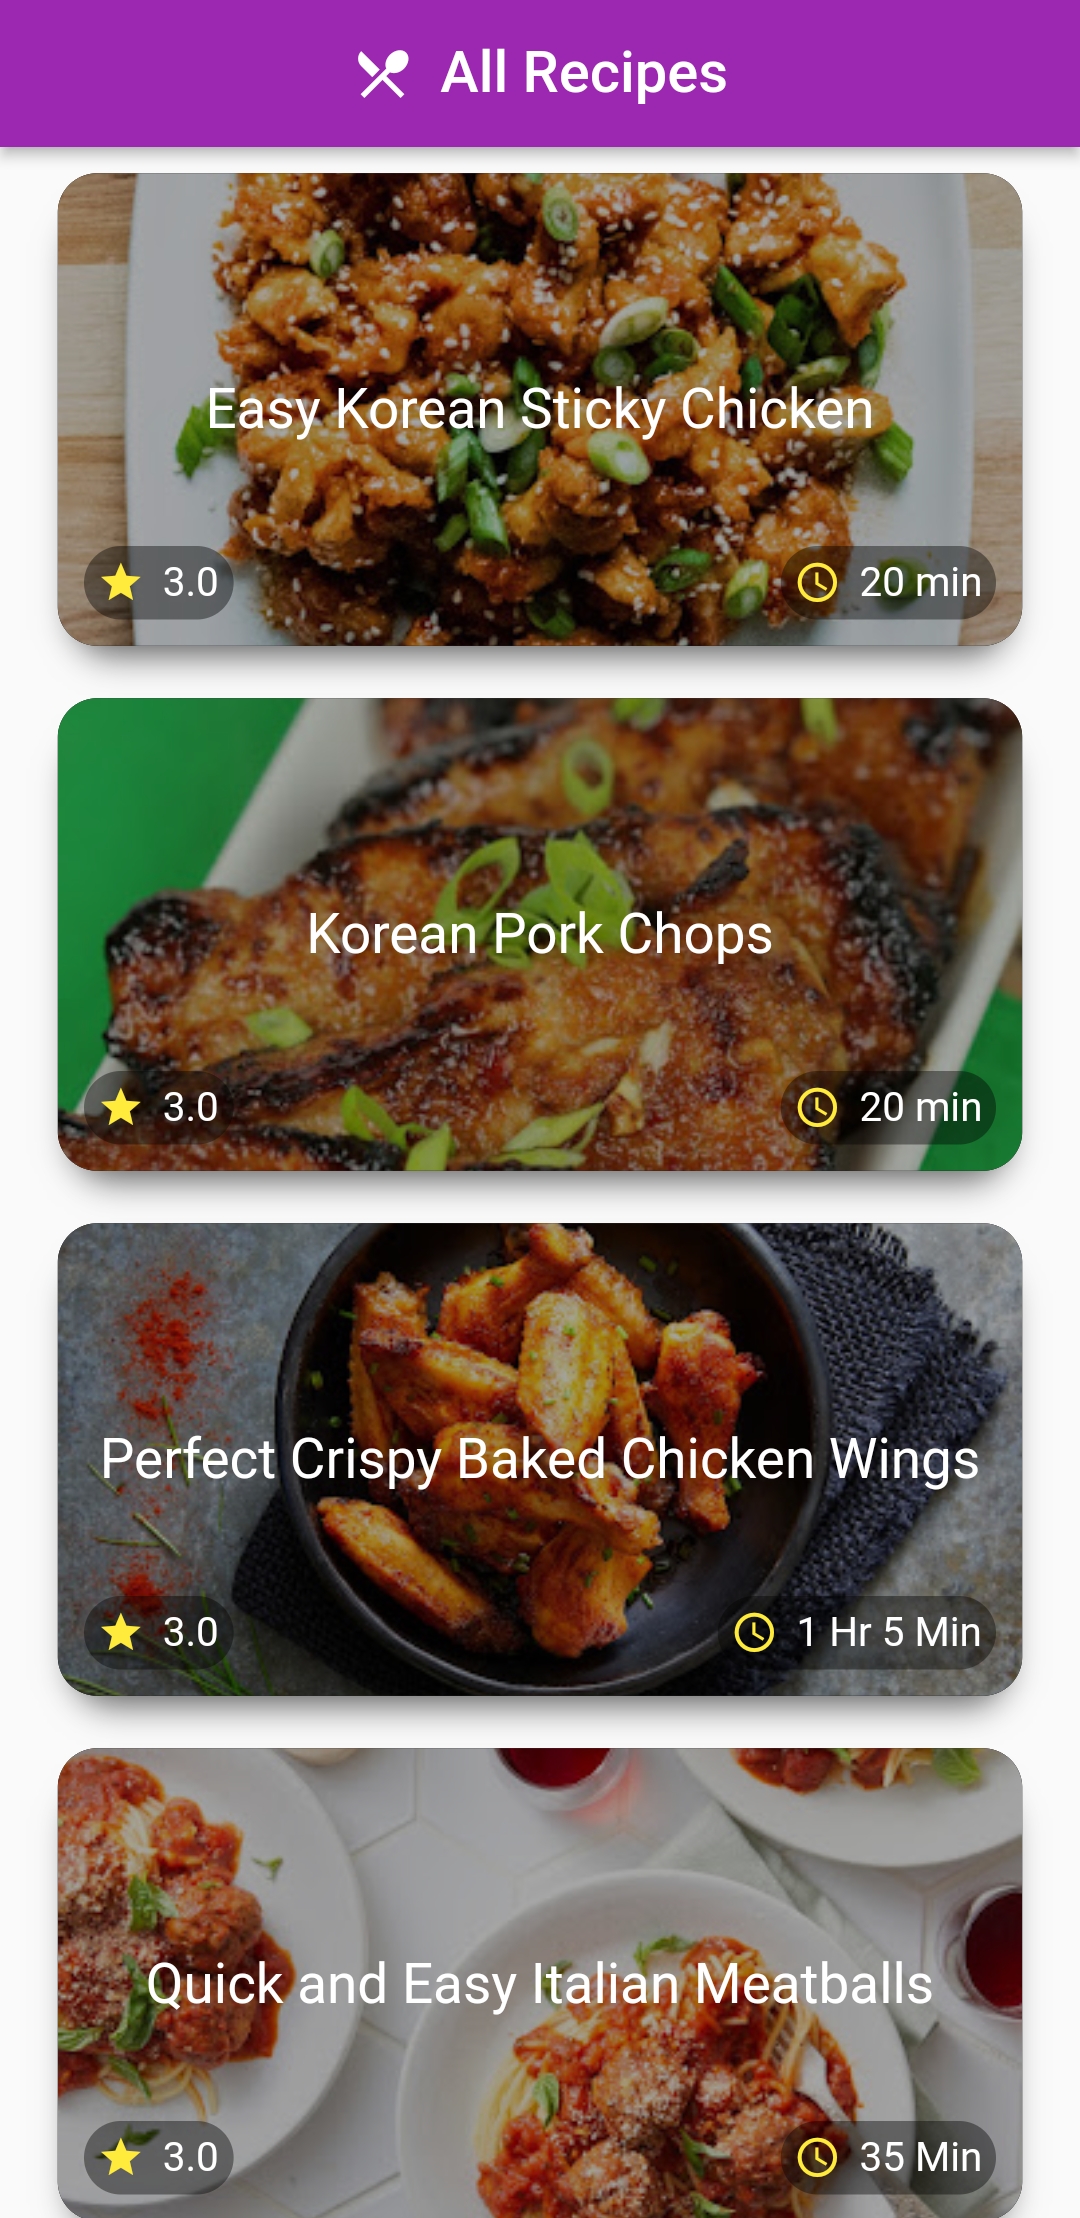 All Recipes
Easy Korean Sticky Chicken
3.0
20 min
Korean Pork Chops
3.0
20 min
Perfect Crispy Baked Chicken Wings
3.0
1 Hr 5 Min
Quick and Easy Italian Meatballs
3.0
35 Min